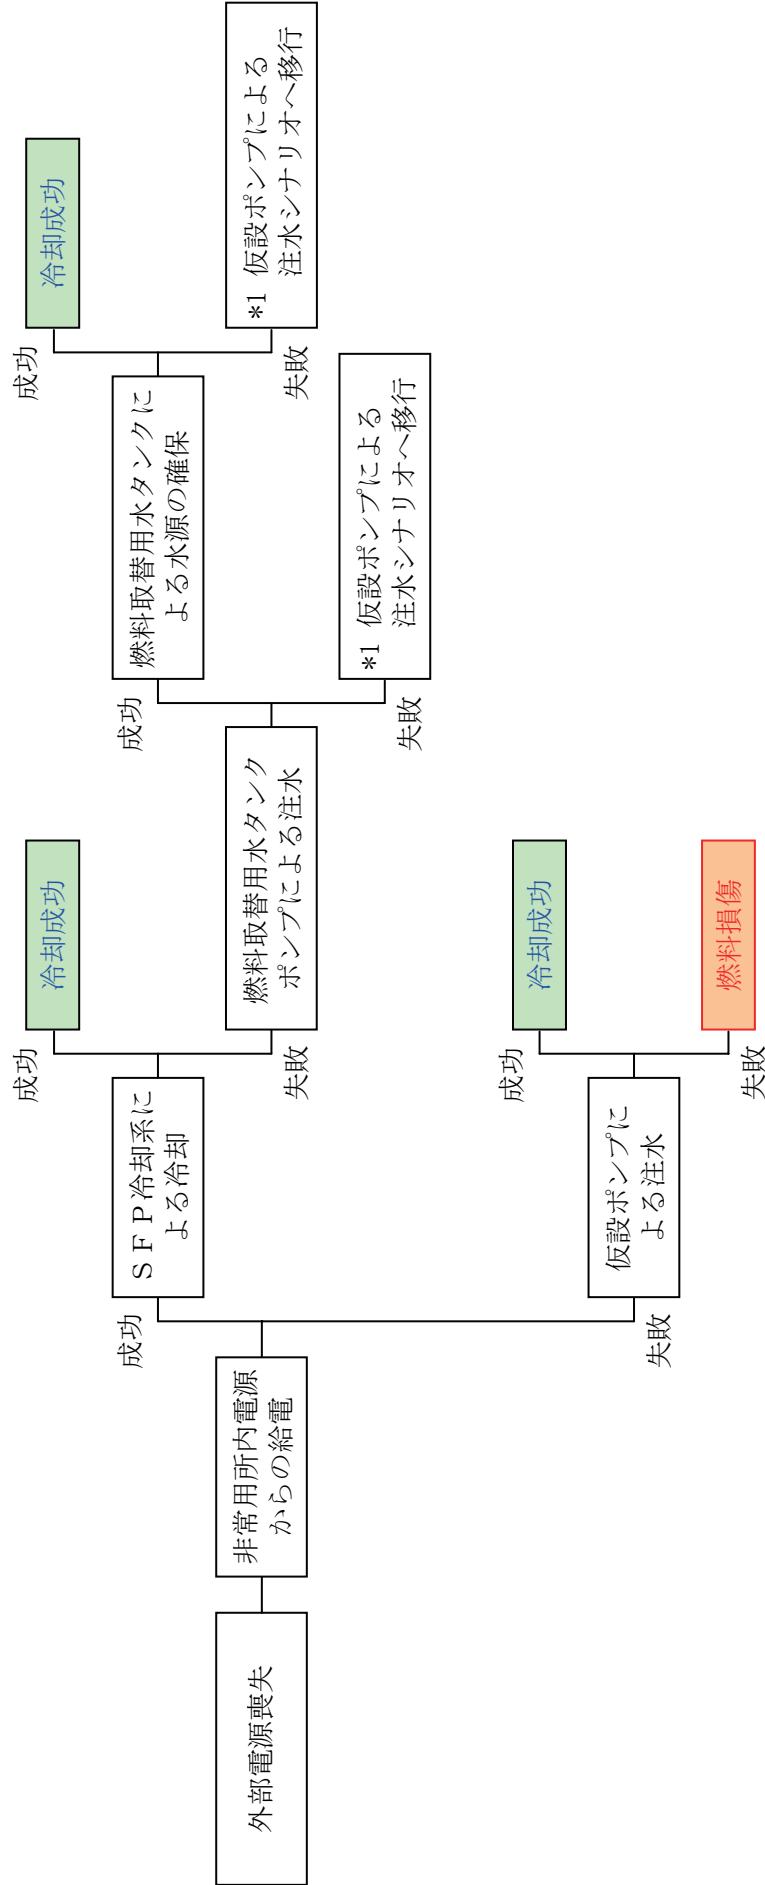 外部電源喪失
非常用所内電源
からの給電
成功
ＳＦＰ冷却系に
よる冷却
成功
冷却成功
失敗
燃料取替用水タンク
ポンプによる注水
成功
燃料取替用水タンクに
よる水源の確保
成功
冷却成功
失敗
*1 仮設ポンプによる
注水シナリオへ移行
失敗
*1 仮設ポンプによる
注水シナリオへ移行
失敗
仮設ポンプに
よる注水
成功
冷却成功
失敗
燃料損傷